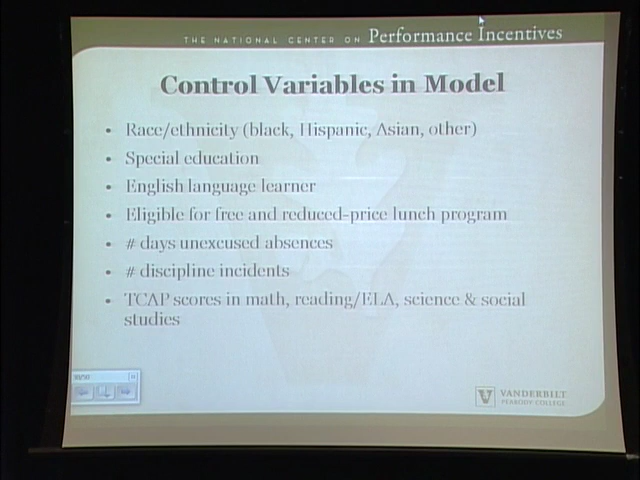 THE NATIONAL CENTER ON Performance Incentives
Control Variables in Model
• Race/ethnicity (black, Hispanic, Asian, other)
• Special education
• English language learner
• Eligible for free and reduced-price lunch program
• # days unexcused absences
• # discipline incidents
• TCAP scores in math, reading/ELA, science & social
studies
30/50
VANDERBILT
PEABODY COLLEGE